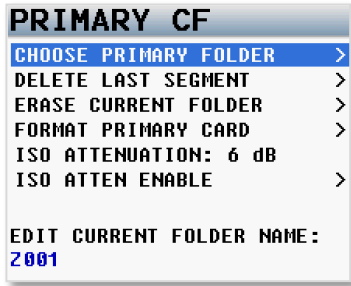 PRIMARY CF
CHOOSE PRIMARY FOLDER >
DELETE LAST SEGMENT >
ERASE CURRENT FOLDER >
FORMAT PRIMARY CARD >
ISO ATTENUATION: 6 dB
ISO ATTEN ENABLE >
EDIT CURRENT FOLDER NAME:
Z001